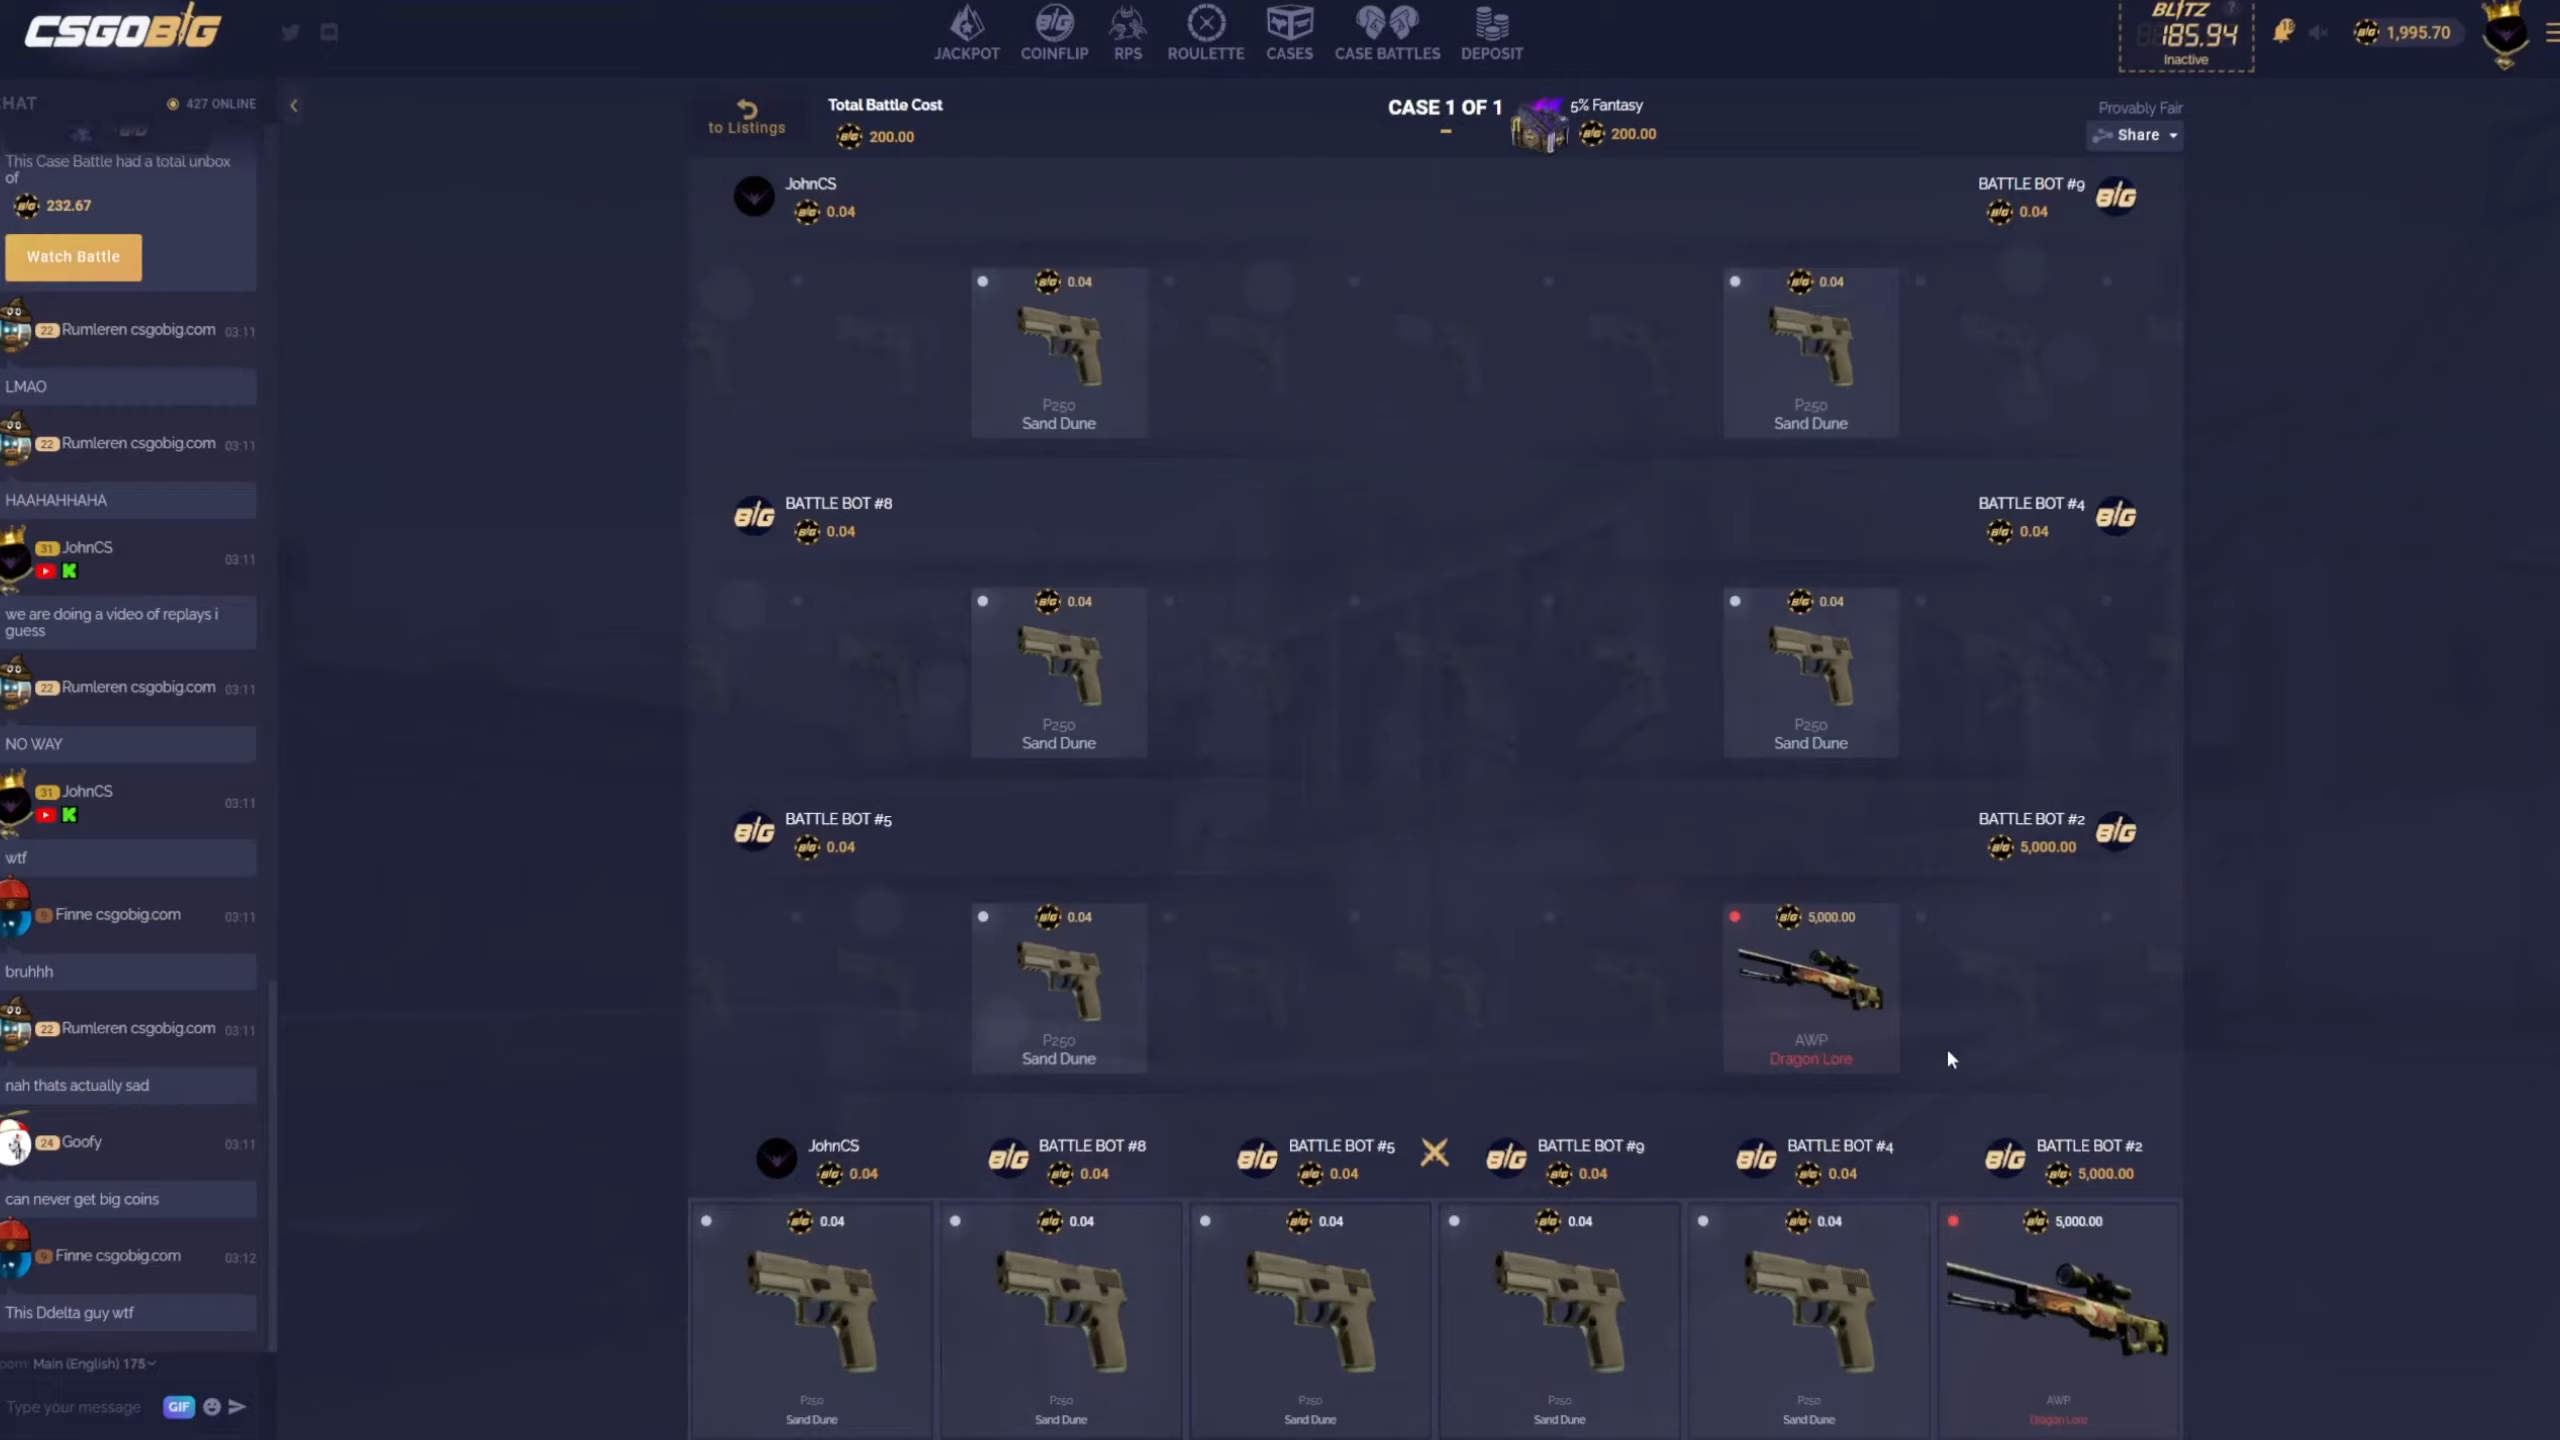 CSGOBIG
JACKPOT
COINFLIP
RPS
ROULETTE
CASES
CASE BATTLES
DEPOSIT
BLITZ
185.94
Inactive
18
1,995.70
HAT
427 ONLINE
This Case Battle had a total unbox
of
232.67
Watch Battle
22 Rumleren csgobig.com 03:11
LMAO
22 Rumleren csgobig.com 03:11
HAAHAHHAHA
31 JohnCS 03:11
we are doing a video of replays i
guess
22 Rumleren csgobig.com 03:11
NO WAY
31 JohnCS 03:11
wtf
9 Finne csgobig.com 03:11
bruhhh
22 Rumleren csgobig.com 03:11
nah thats actually sad
24 Goofy 03:11
can never get big coins
9 Finne csgobig.com 03:12
This Ddelta guy wtf
oom: Main (English) 175
Type your message
GIF
to Listings
Total Battle Cost
200.00
CASE 1 OF 1
5% Fantasy
200.00
Provably Fair
Share
JohnCS
0.04
BATTLE BOT #9
0.04
0.04
P250
Sand Dune
0.04
P250
Sand Dune
BATTLE BOT #8
0.04
BATTLE BOT #4
0.04
0.04
P250
Sand Dune
0.04
P250
Sand Dune
BATTLE BOT #5
0.04
BATTLE BOT #2
5,000.00
0.04
P250
Sand Dune
5,000.00
AWP
Dragon Lore
JohnCS
0.04
BATTLE BOT #8
0.04
BATTLE BOT #5
0.04
BATTLE BOT #9
0.04
BATTLE BOT #4
0.04
BATTLE BOT #2
5,000.00
0.04
P250
Sand Dune
0.04
P250
Sand Dune
0.04
P250
Sand Dune
0.04
P250
Sand Dune
0.04
P250
Sand Dune
5,000.00
AWP
Dragon Lore